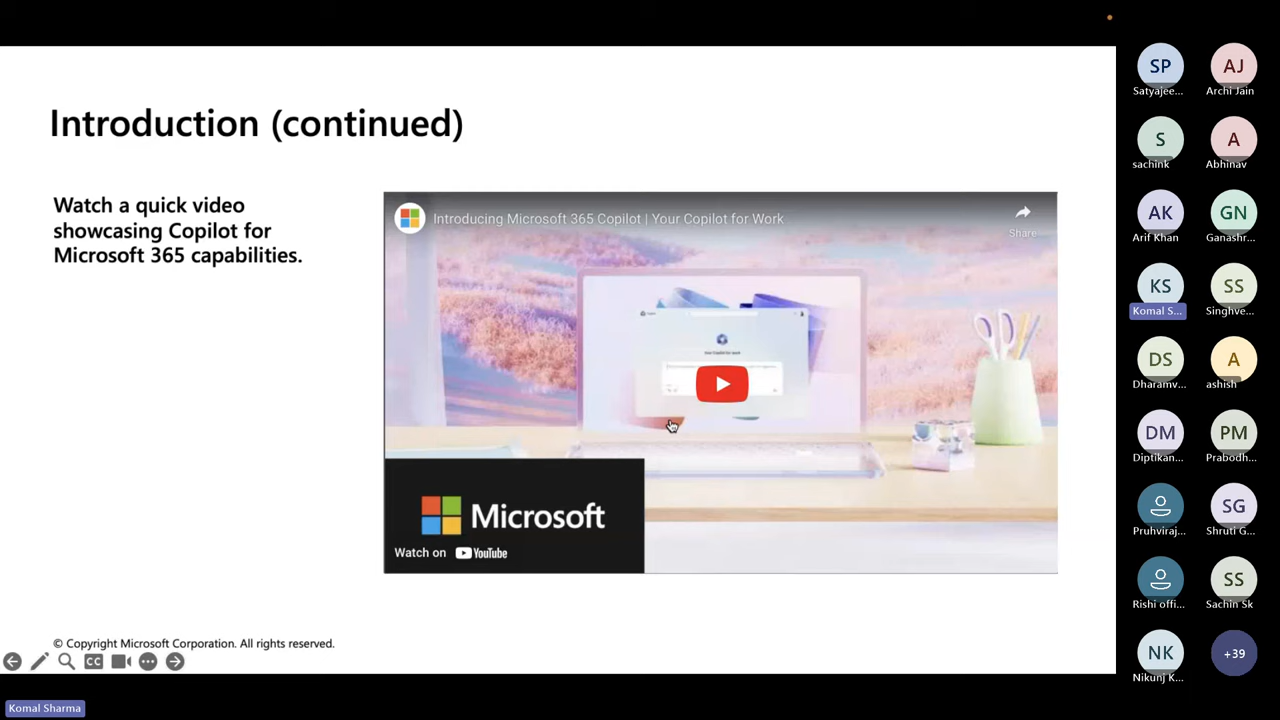 Introduction (continued)
Watch a quick video
showcasing Copilot for
Microsoft 365 capabilities.
Introducing Microsoft 365 Copilot | Your Copilot for Work
Share
Microsoft
Watch on YouTube
© Copyright Microsoft Corporation. All rights reserved.
CC
Komal Sharma
SP AJ
Satyajee... Archi Jain
S A
sachink Abhinav
AK GN
Arif Khan Ganashr...
KS SS
Komal S... Singhve...
DS A
Dharamv... ashish
DM PM
Diptikan... Prabodh...
SG
Pruhviraj... Shruti G...
SS
Rishi offi... Sachin Sk
NK +39
Nikunj K...